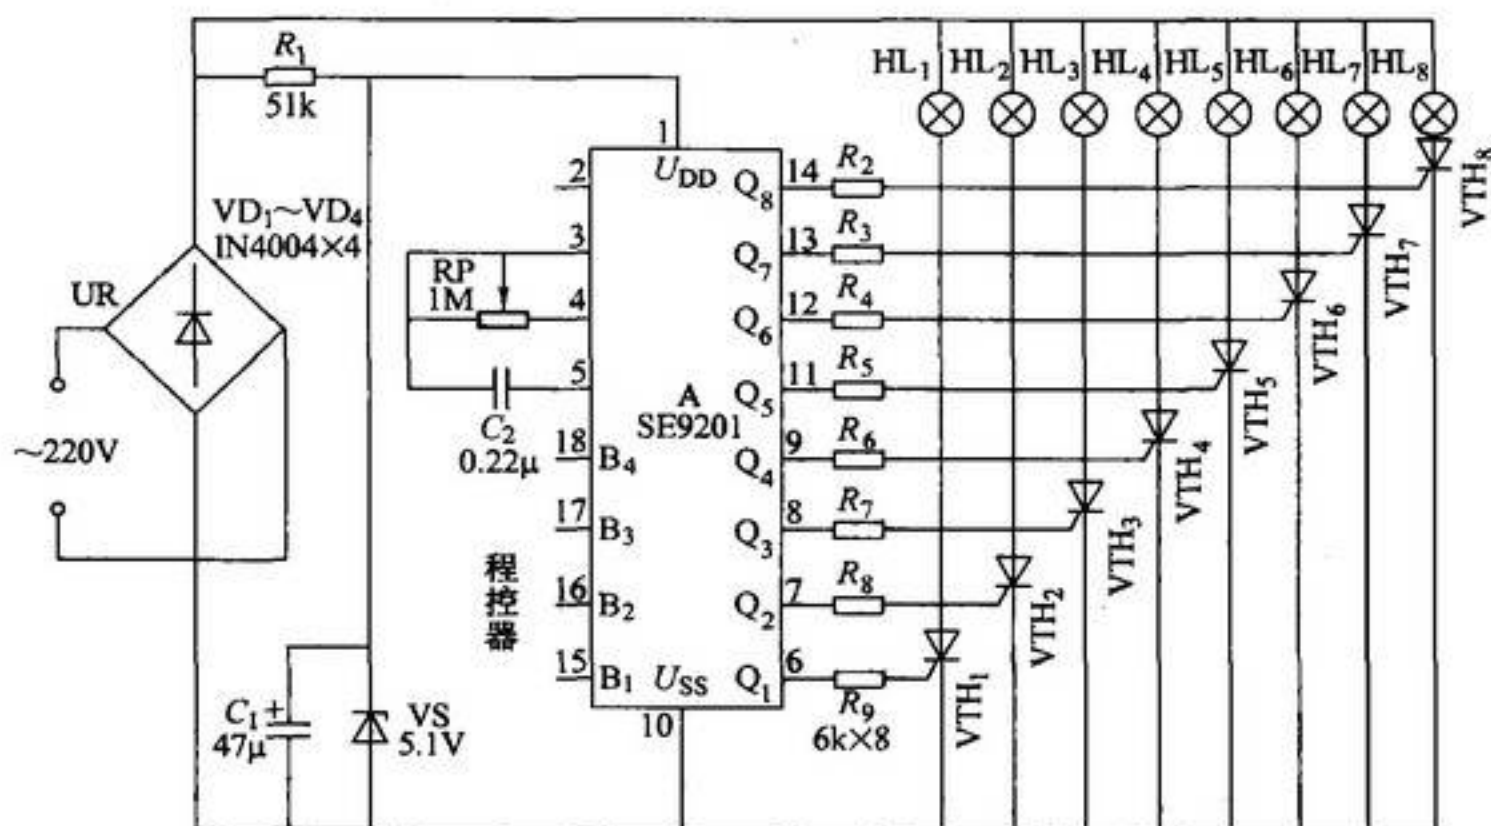 R1
51k
HL1 HL2 HL3 HL4 HL5 HL6 HL7 HL8
1
2
UDD
Q8
14
R2
VTH8
VD1～VD4
IN4004×4
3
Q7
13
R3
VTH7
UR
RP
1M
4
Q6
12
R4
VTH6
5
Q5
11
R5
VTH5
A
SE9201
C2
0.22μ
～220V
18
B4
Q4
9
R6
VTH4
17
B3
Q3
8
R7
VTH3
程控器
16
B2
Q2
7
R8
VTH2
15
B1
USS
Q1
6
R9
6k×8
VTH1
C1
+
47μ
VS
5.1V
10